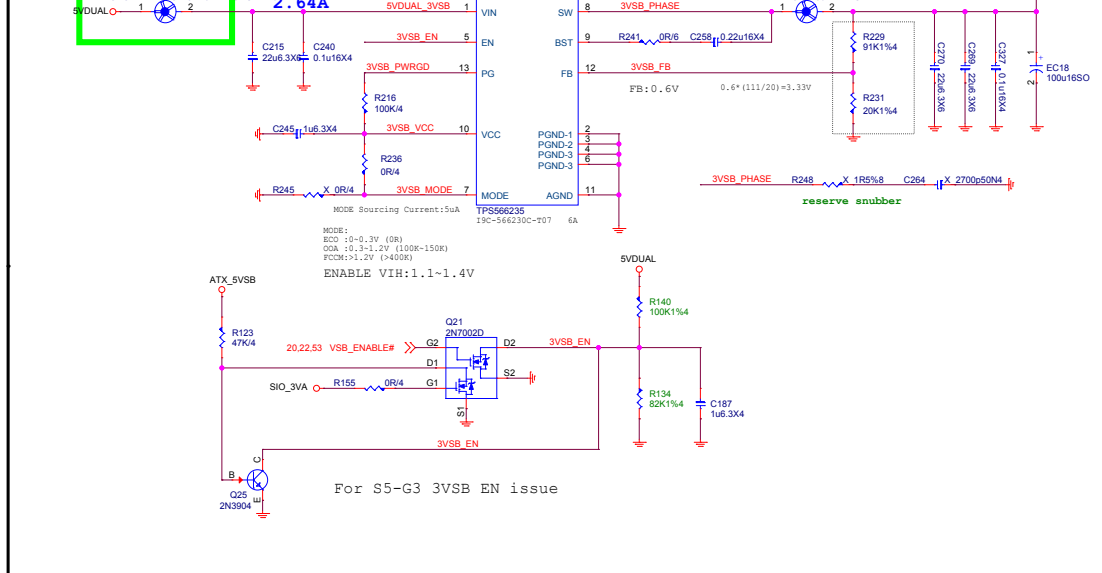 2.64A
5VDUAL
1
2
5VDUAL_3VSB
1
VIN
SW
8
3VSB_PHASE
1
2
C215
22u6.3X6
C240
0.1u16X4
3VSB_EN
5
EN
BST
9
R241
0R/6
C258
0.22u16X4
R229
91K1%4
C270
22u6.3X6
C269
22u6.3X6
C327
0.1u16X4
1
+
2
EC18
100u16SO
3VSB_PWRGD
13
PG
FB
12
3VSB_FB
FB:0.6V
0.6*(111/20)=3.33V
R216
100K/4
R231
20K1%4
C245
1u6.3X4
3VSB_VCC
10
VCC
PGND-1
2
PGND-2
3
PGND-3
4
PGND-3
6
R236
0R/4
R245
X
0R/4
3VSB_MODE
7
MODE
AGND
11
3VSB_PHASE
R248
X
1R5%8
C264
X
2700p50N4
reserve snubber
MODE Sourcing Current:5uA
TPS566235
I9C-566230C-T07
6A
MODE:
ECO :0~0.3V (0R)
OOA :0.3~1.2V (100K~150K)
FCCM:>1.2V (>400K)
ENABLE VIH:1.1~1.4V
ATX_5VSB
5VDUAL
R123
47K/4
Q21
2N7002D
R140
100K1%4
20,22,53
VSB_ENABLE#
G2
D2
3VSB_EN
D1
S2
SIO_3VA
R155
0R/4
G1
S1
R134
82K1%4
C187
1u6.3X4
3VSB_EN
B
C
E
Q25
2N3904
For S5-G3 3VSB EN issue